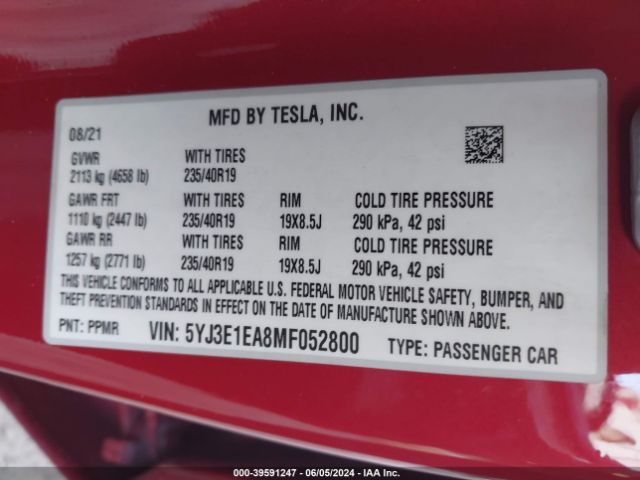 MFD BY TESLA, INC.
08/21
GVWR WITH TIRES
2113 kg (4658 lb) 235/40R19
GAWR FRT WITH TIRES RIM COLD TIRE PRESSURE
1110 kg (2447 lb) 235/40R19 19X8.5J 290 kPa, 42 psi
GAWR RR WITH TIRES RIM COLD TIRE PRESSURE
1257 kg (2771 lb) 235/40R19 19X8.5J 290 kPa, 42 psi
THIS VEHICLE CONFORMS TO ALL APPLICABLE U.S. FEDERAL MOTOR VEHICLE SAFETY, BUMPER, AND
THEFT PREVENTION STANDARDS IN EFFECT ON THE DATE OF MANUFACTURE SHOWN ABOVE.
PNT: PPMR VIN: 5YJ3E1EA8MF052800 TYPE: PASSENGER CAR
000-39591247 - 06/05/2024 - IAA Inc.